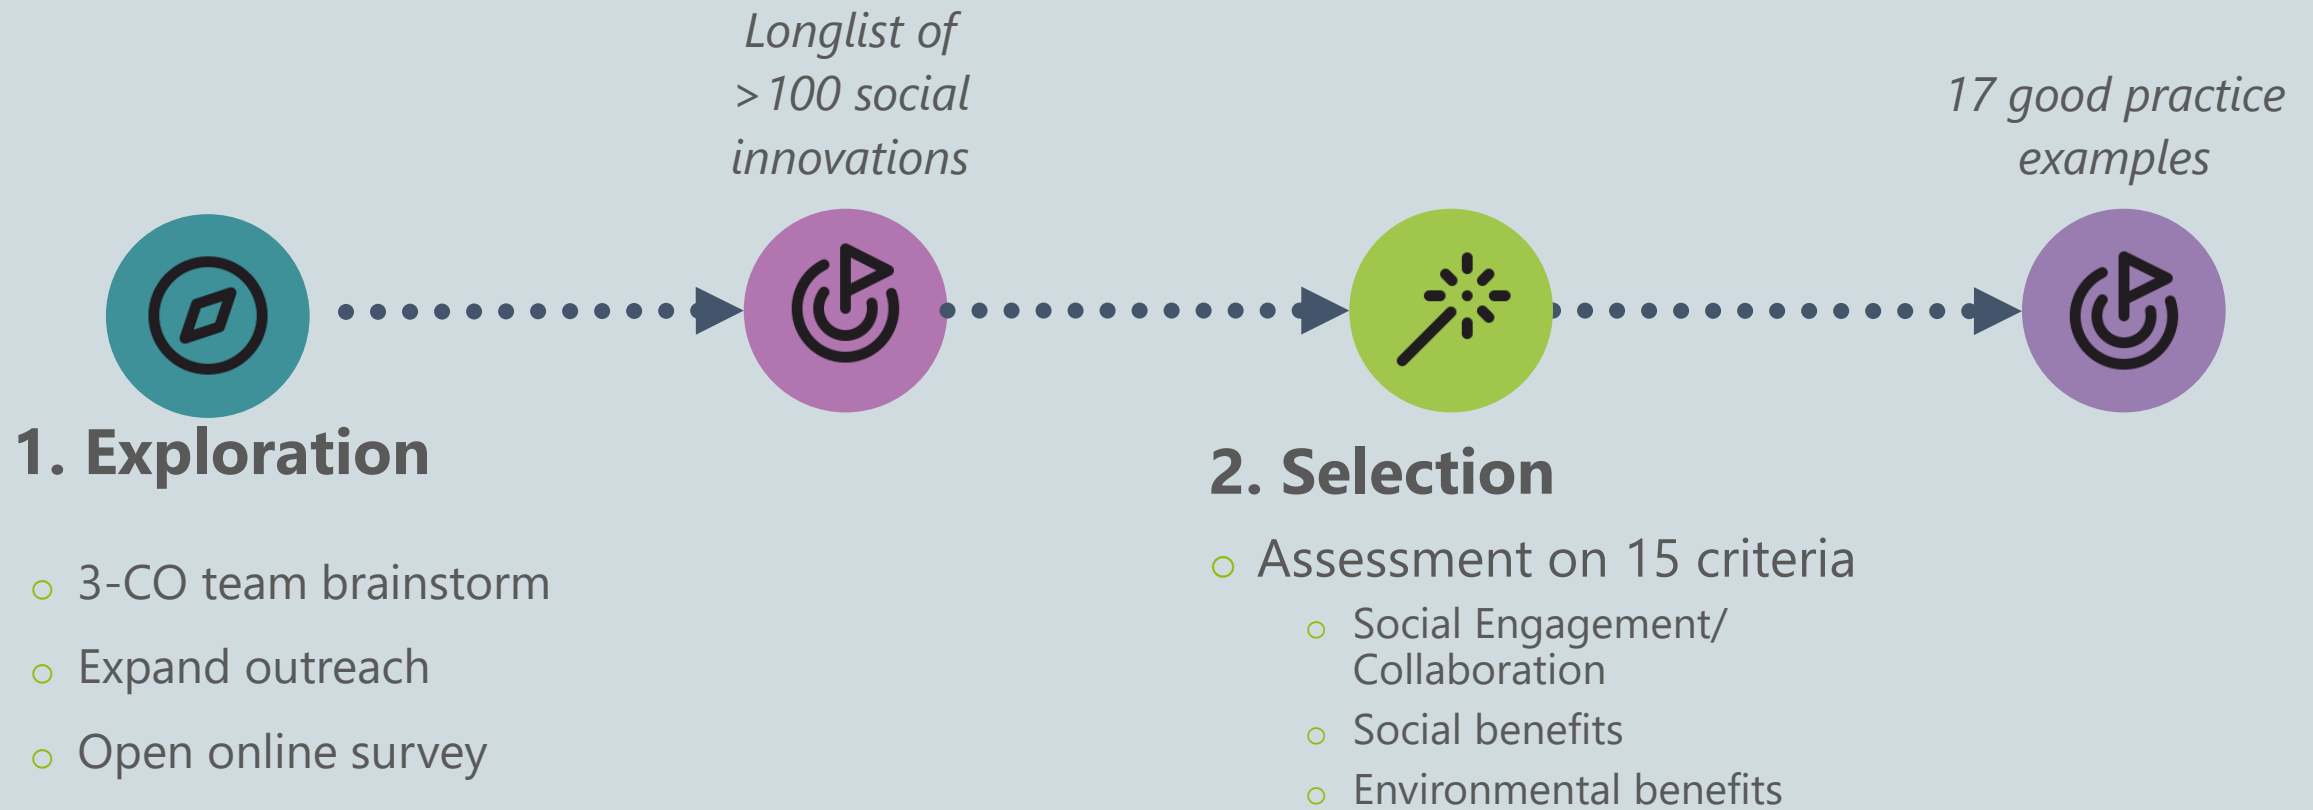 Longlist of
>100 social
innovations
17 good practice
examples
1. Exploration
o 3-CO team brainstorm
o Expand outreach
o Open online survey
2. Selection
o Assessment on 15 criteria
o Social Engagement/
Collaboration
o Social benefits
o Environmental benefits